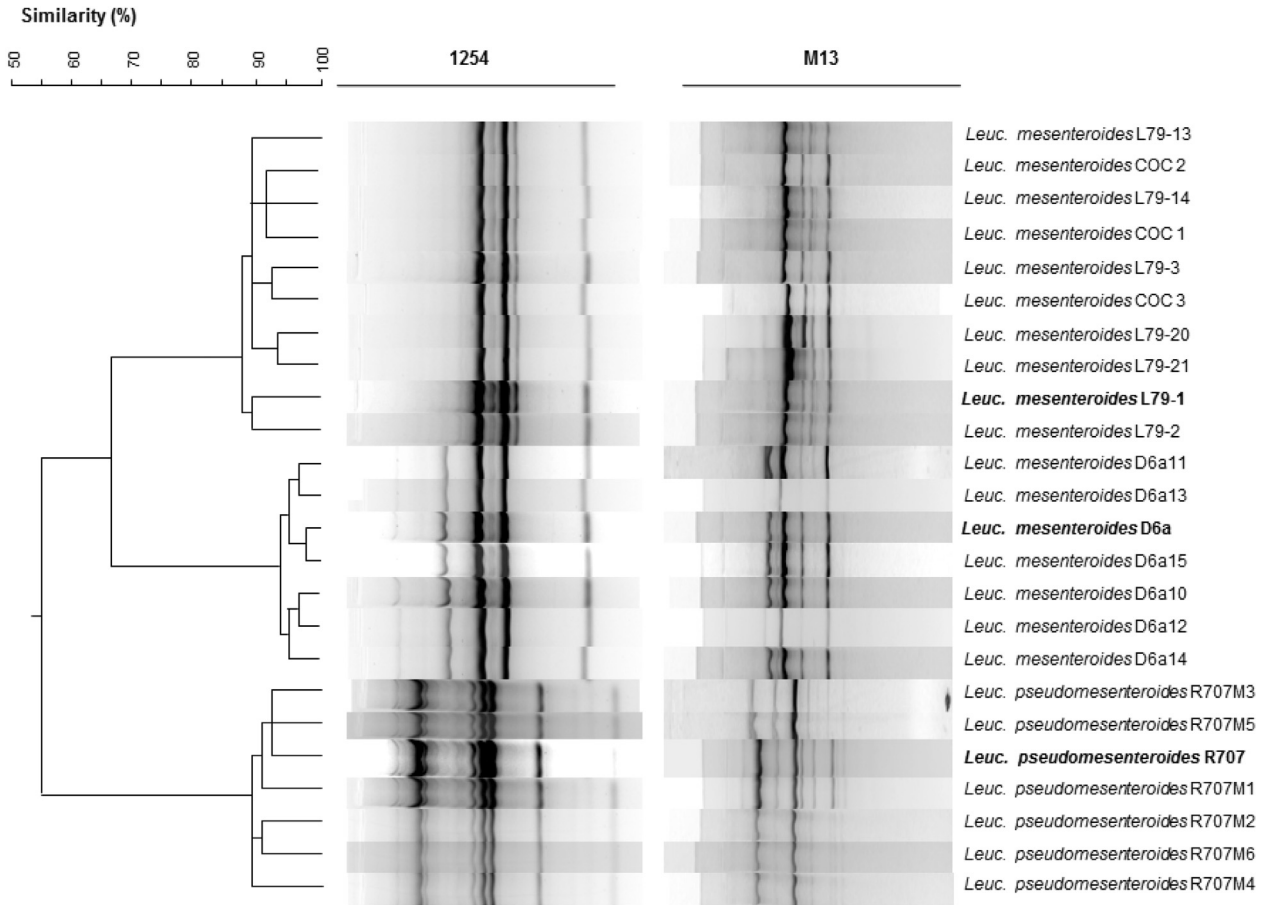 Similarity (%)
50 60 70 80 90 100
1254
M13
Leuc. mesenteroides L79-13
Leuc. mesenteroides COC 2
Leuc. mesenteroides L79-14
Leuc. mesenteroides COC 1
Leuc. mesenteroides L79-3
Leuc. mesenteroides COC 3
Leuc. mesenteroides L79-20
Leuc. mesenteroides L79-21
Leuc. mesenteroides L79-1
Leuc. mesenteroides L79-2
Leuc. mesenteroides D6a11
Leuc. mesenteroides D6a13
Leuc. mesenteroides D6a
Leuc. mesenteroides D6a15
Leuc. mesenteroides D6a10
Leuc. mesenteroides D6a12
Leuc. mesenteroides D6a14
Leuc. pseudomesenteroides R707M3
Leuc. pseudomesenteroides R707M5
Leuc. pseudomesenteroides R707
Leuc. pseudomesenteroides R707M1
Leuc. pseudomesenteroides R707M2
Leuc. pseudomesenteroides R707M6
Leuc. pseudomesenteroides R707M4